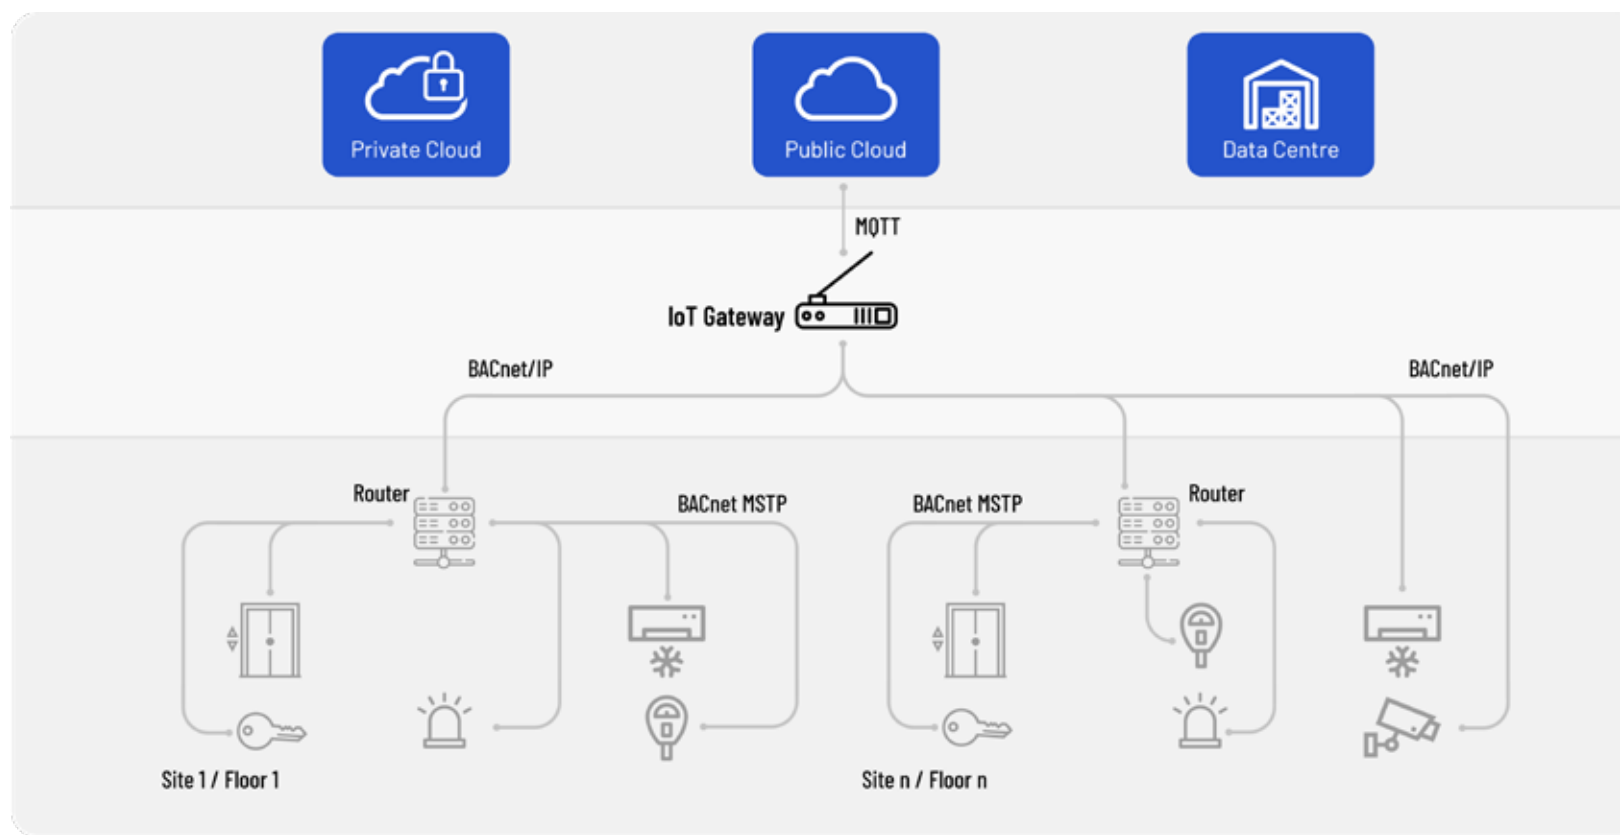 Private Cloud
Public Cloud
Data Centre
MQTT
IoT Gateway
BACnet/IP
BACnet/IP
Router
BACnet MSTP
BACnet MSTP
Router
Site 1 / Floor 1
Site n / Floor n